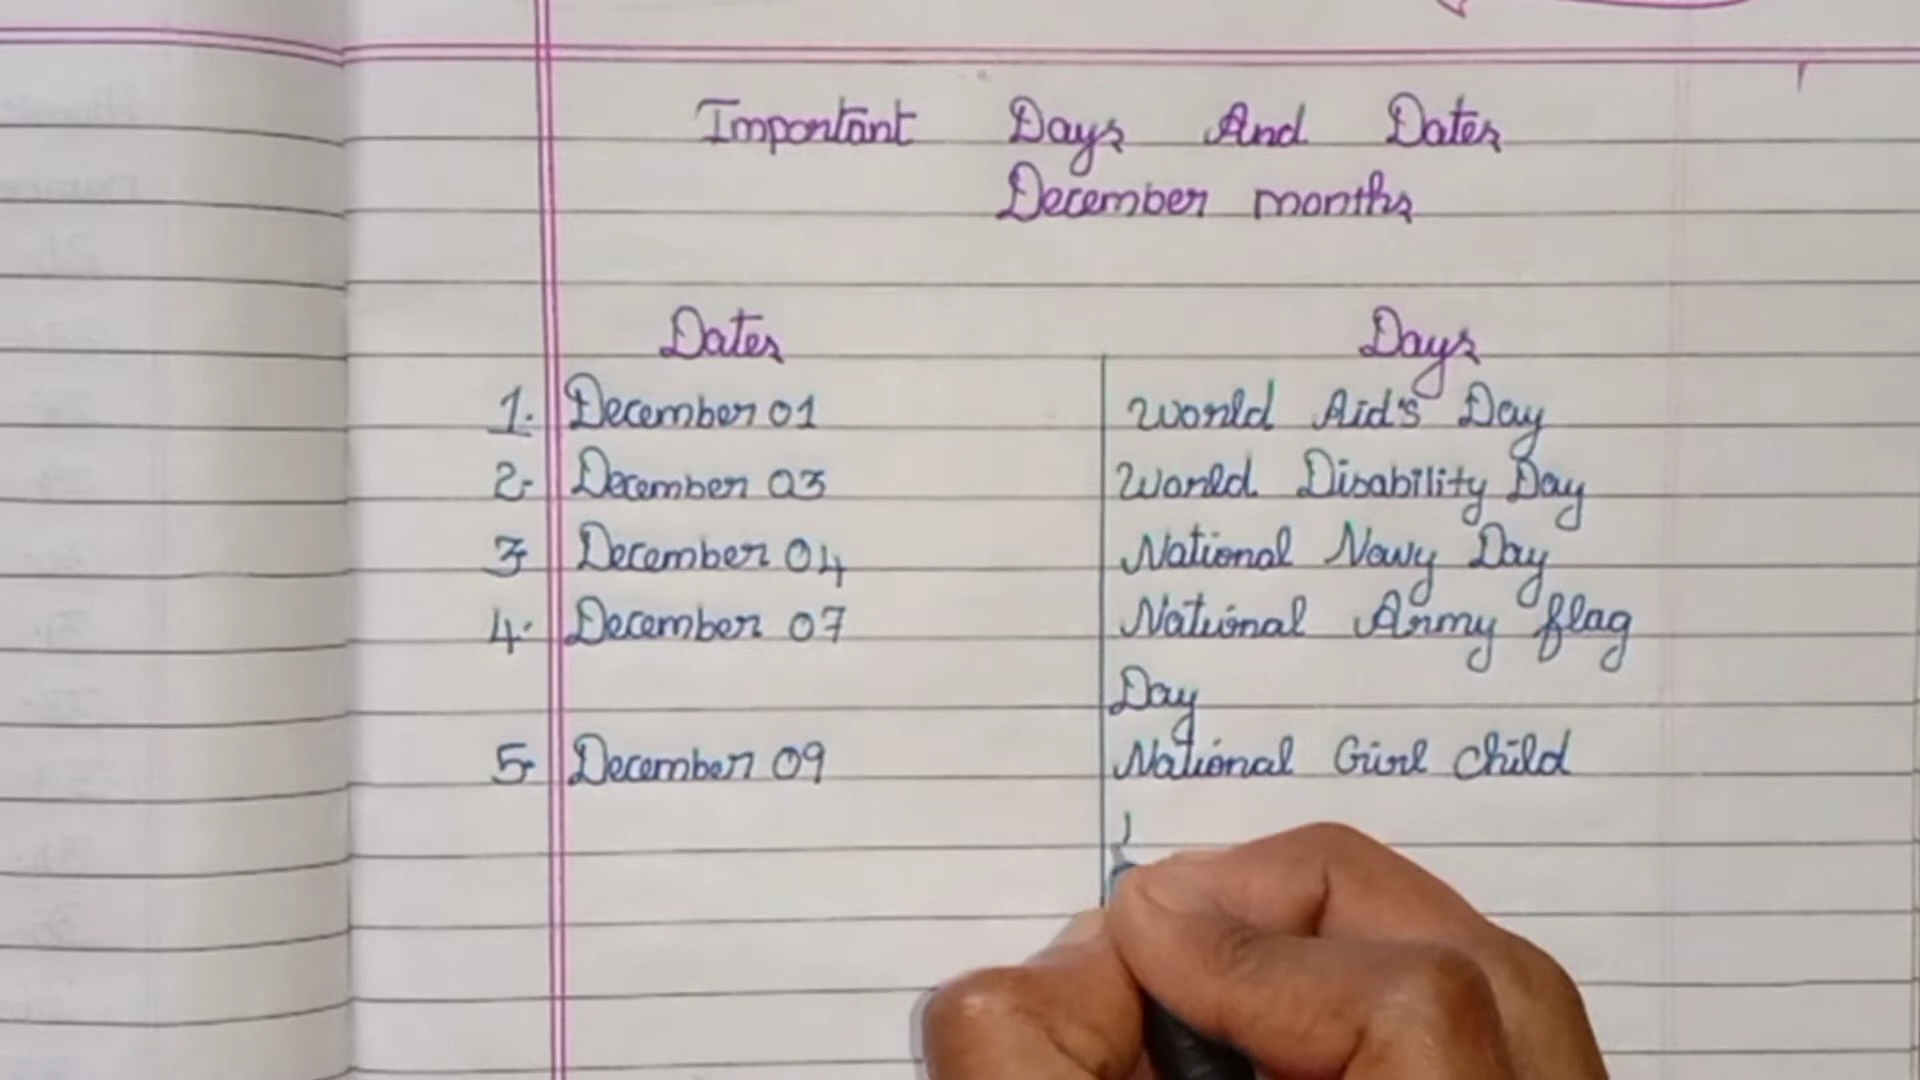 Important Days And Dates
December months
Dates Days
1. December 01 World Aid's Day
2. December 03 World Disability Day
3. December 04 National Navy Day
4. December 07 National Army flag
Day
5. December 09 National Girl child